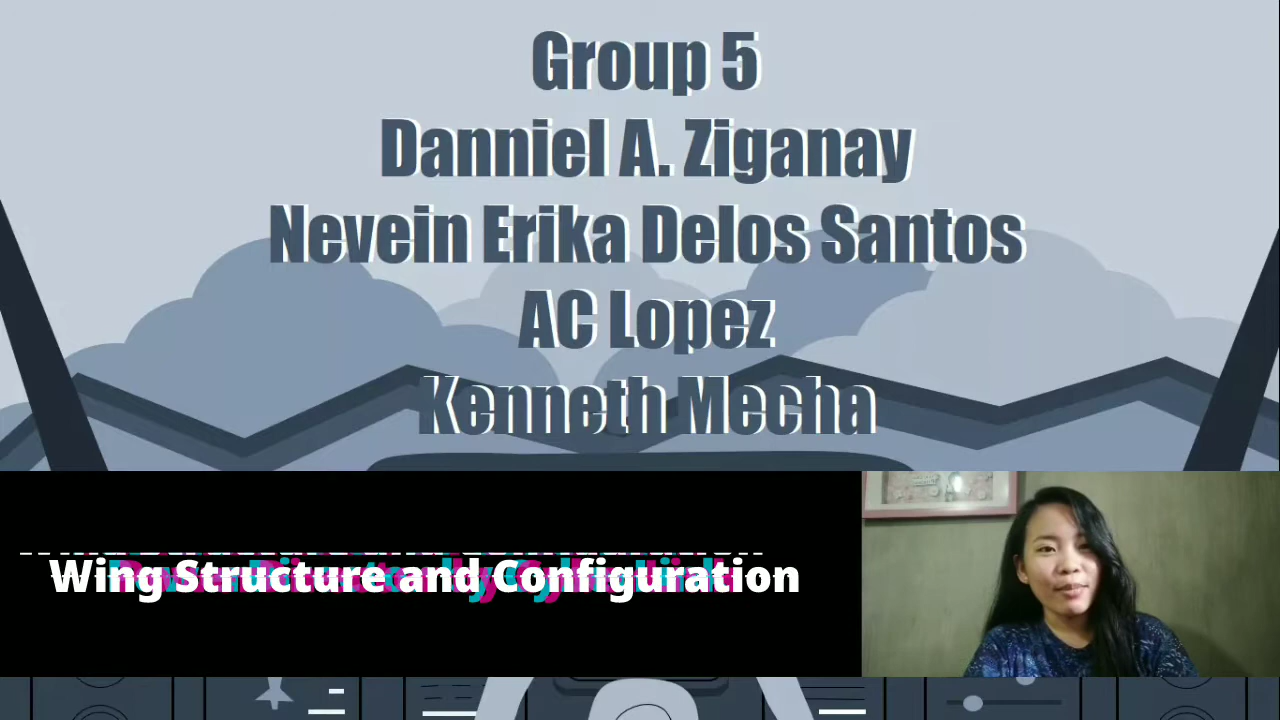 Group 5
Danniel A. Ziganay
Nevein Erika Delos Santos
AC Lopez
Kenneth Mecha
Wing Structure and Configuration